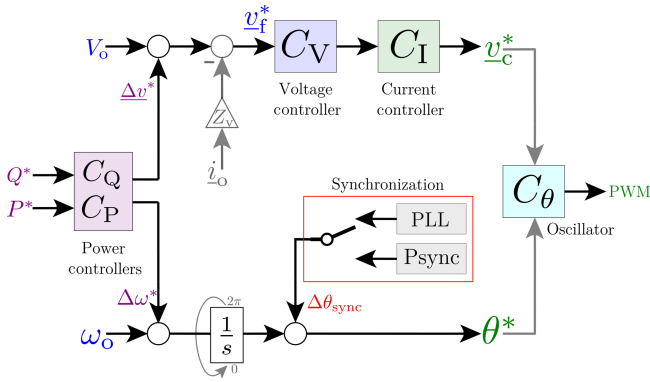 V_o
v_f^*
C_V
C_I
v_c^*
-
Δv^*
Voltage
controller
Current
controller
Z_v
i_o
Q^*
P^*
C_Q
C_P
Power
controllers
Synchronization
PLL
Psync
C_θ
PWM
Oscillator
Δω^*
2π
Δθ_sync
ω_o
1
s
0
θ^*